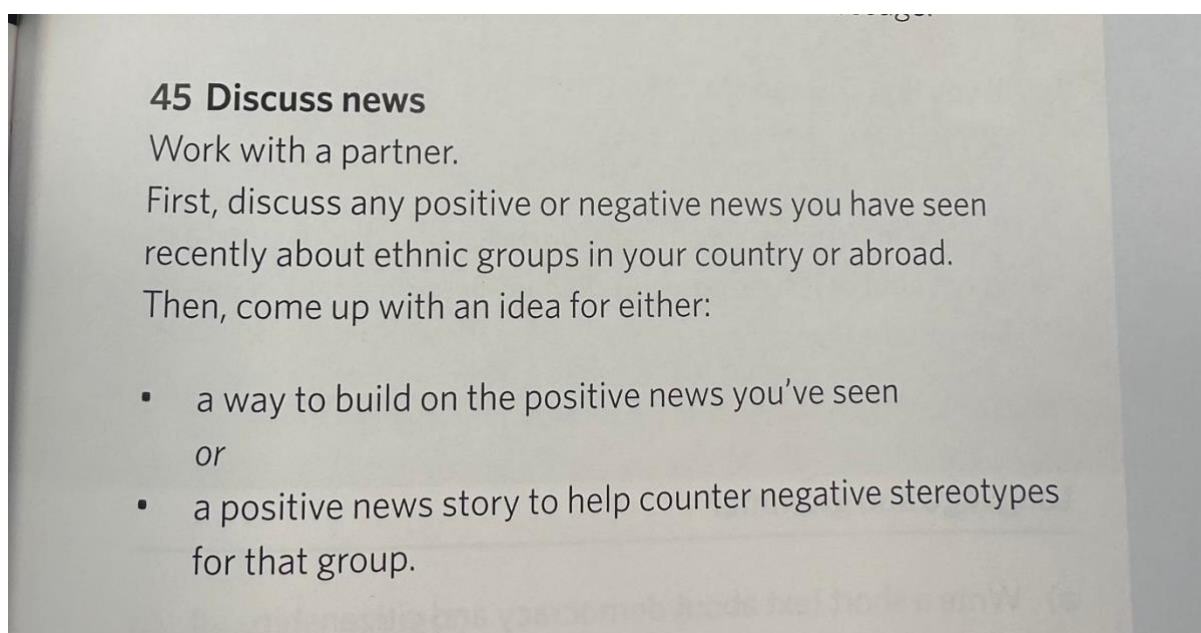 45 Discuss news
Work with a partner.
First, discuss any positive or negative news you have seen
recently about ethnic groups in your country or abroad.
Then, come up with an idea for either:
▪ a way to build on the positive news you've seen
or
▪ a positive news story to help counter negative stereotypes
for that group.